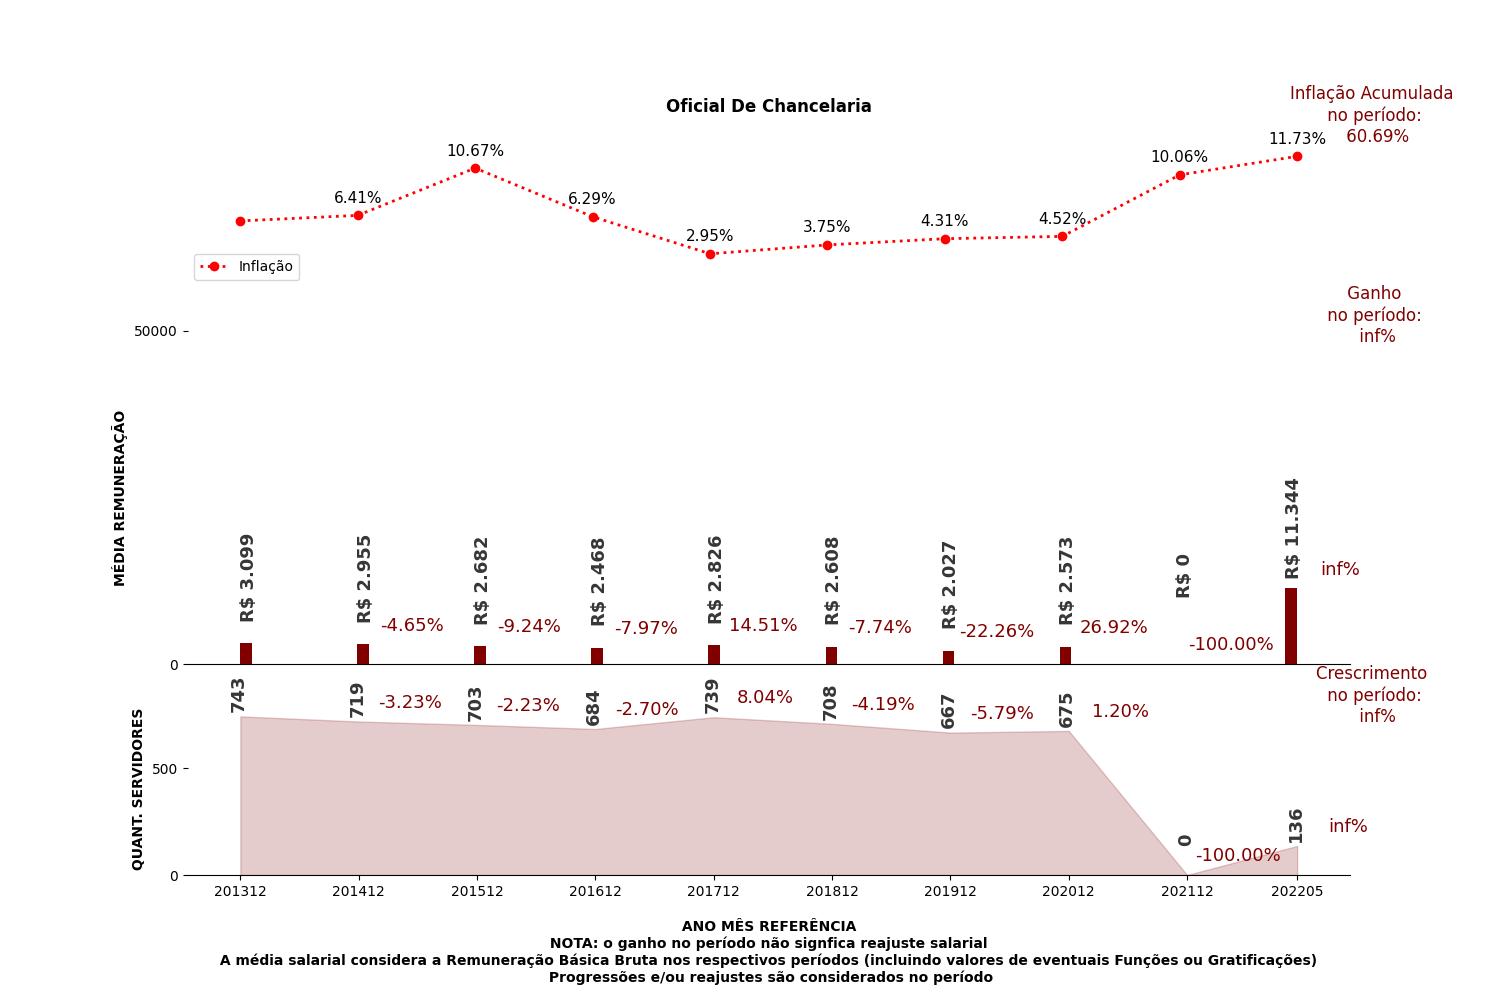 Oficial De Chancelaria
Inflação Acumulada
no período:
60.69%
6.41%
10.67%
6.29%
2.95%
3.75%
4.31%
4.52%
10.06%
11.73%
Inflação
Ganho
no período:
inf%
50000
MÉDIA REMUNERAÇÃO
R$ 3.099
R$ 2.955
R$ 2.682
R$ 2.468
R$ 2.826
R$ 2.608
R$ 2.027
R$ 2.573
R$ 0
R$ 11.344
-4.65%
-9.24%
-7.97%
14.51%
-7.74%
-22.26%
26.92%
-100.00%
inf%
0
Crescrimento
no período:
inf%
QUANT. SERVIDORES
743
719
703
684
739
708
667
675
0
136
-3.23%
-2.23%
-2.70%
8.04%
-4.19%
-5.79%
1.20%
-100.00%
inf%
500
0
201312
201412
201512
201612
201712
201812
201912
202012
202112
202205
ANO MÊS REFERÊNCIA
NOTA: o ganho no período não signfica reajuste salarial
A média salarial considera a Remuneração Básica Bruta nos respectivos períodos (incluindo valores de eventuais Funções ou Gratificações)
Progressões e/ou reajustes são considerados no período